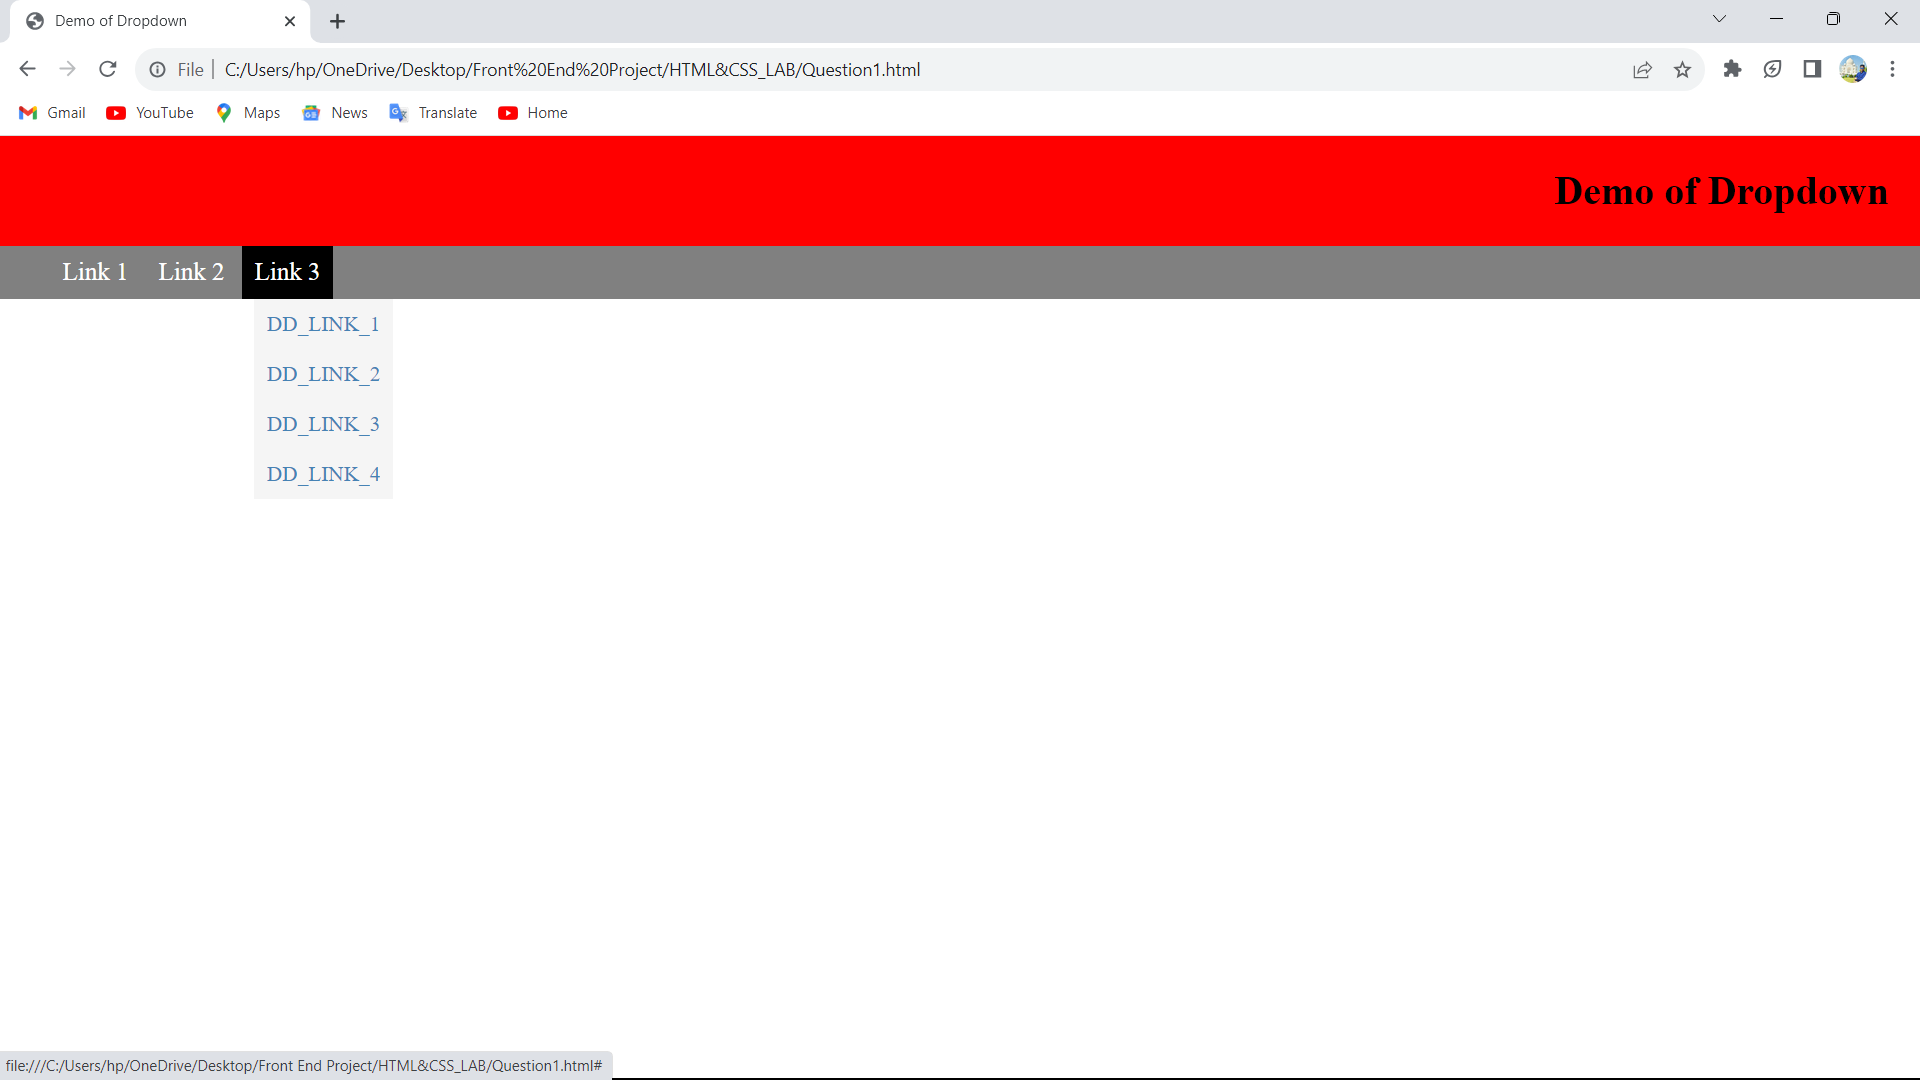 Demo of Dropdown
File C:/Users/hp/OneDrive/Desktop/Front%20End%20Project/HTML&CSS_LAB/Question1.html
Gmail YouTube Maps News Translate Home
Demo of Dropdown
Link 1 Link 2 Link 3
DD_LINK_1
DD_LINK_2
DD_LINK_3
DD_LINK_4
file:///C:/Users/hp/OneDrive/Desktop/Front End Project/HTML&CSS_LAB/Question1.html#